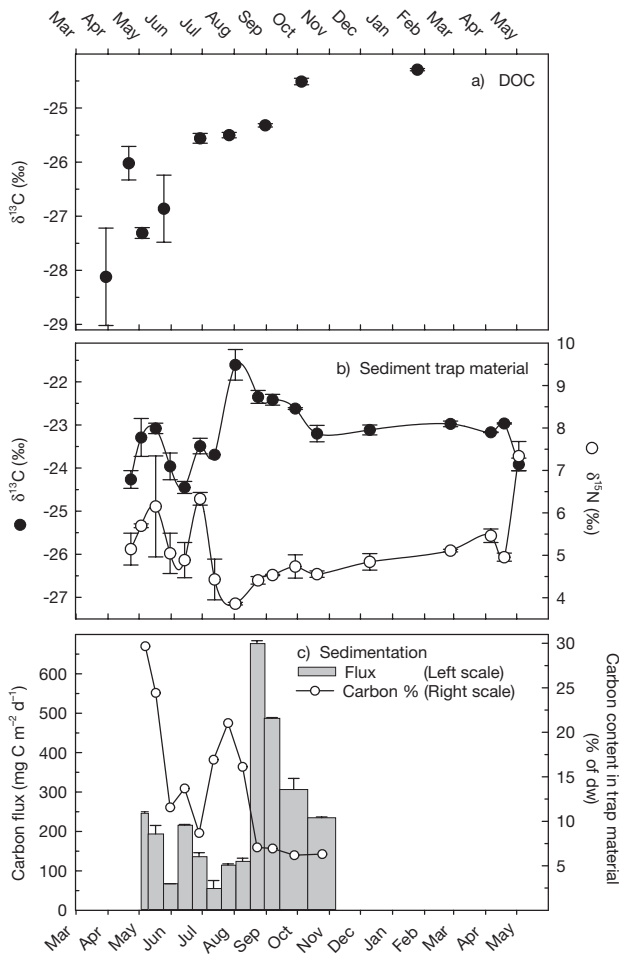 Mar Apr May Jun Jul Aug Sep Oct Nov Dec Jan Feb Mar Apr May
a) DOC
-25
-26
-27
-28
-29
δ¹³C (‰)
b) Sediment trap material
-22
-23
-24
-25
-26
-27
δ¹³C (‰)
10
9
8
7
6
5
4
δ¹⁵N
(‰)
c) Sedimentation
Flux (Left scale)
Carbon % (Right scale)
600
500
400
300
200
100
0
Carbon flux (mg C m⁻² d⁻¹)
30
25
20
15
10
5
Carbon content in trap material
(% of dw)
Mar Apr May Jun Jul Aug Sep Oct Nov Dec Jan Feb Mar Apr May